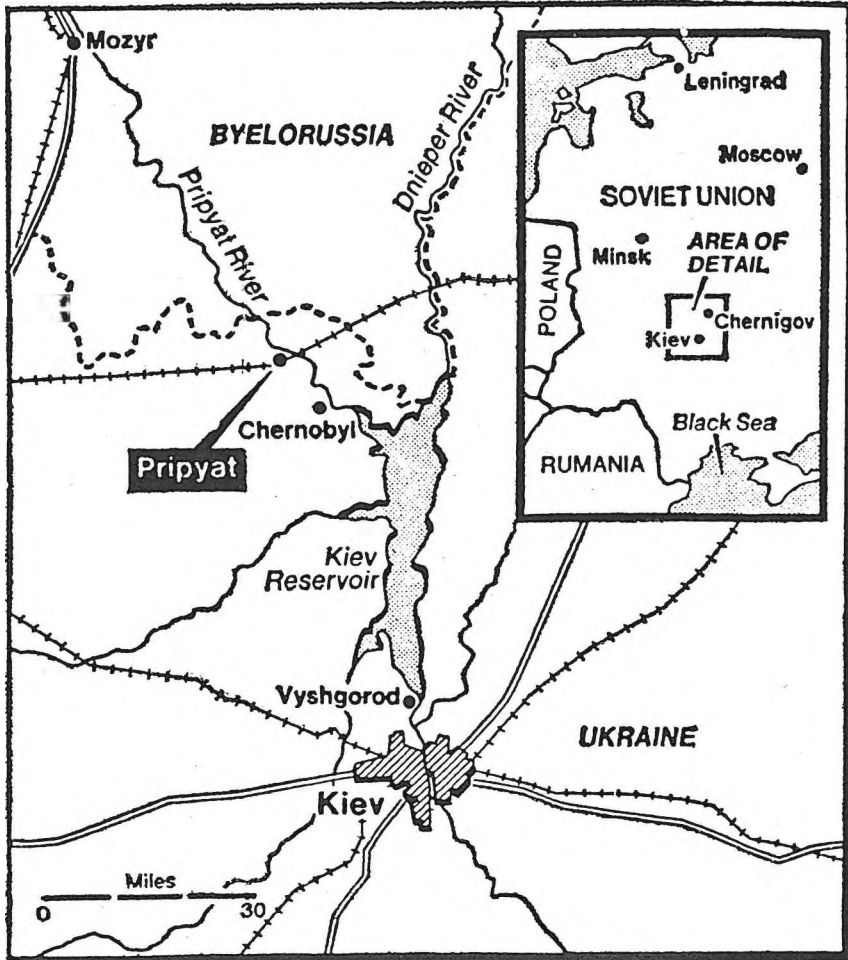 Mozyr
BYELORUSSIA
Pripyat River
Dnieper River
Chernobyl
Pripyat
Kiev
Reservoir
Vyshgorod
UKRAINE
Kiev
Miles
0 30
Leningrad
Moscow
SOVIET UNION
Minsk
AREA OF
DETAIL
POLAND
Chernigov
Kiev
Black Sea
RUMANIA